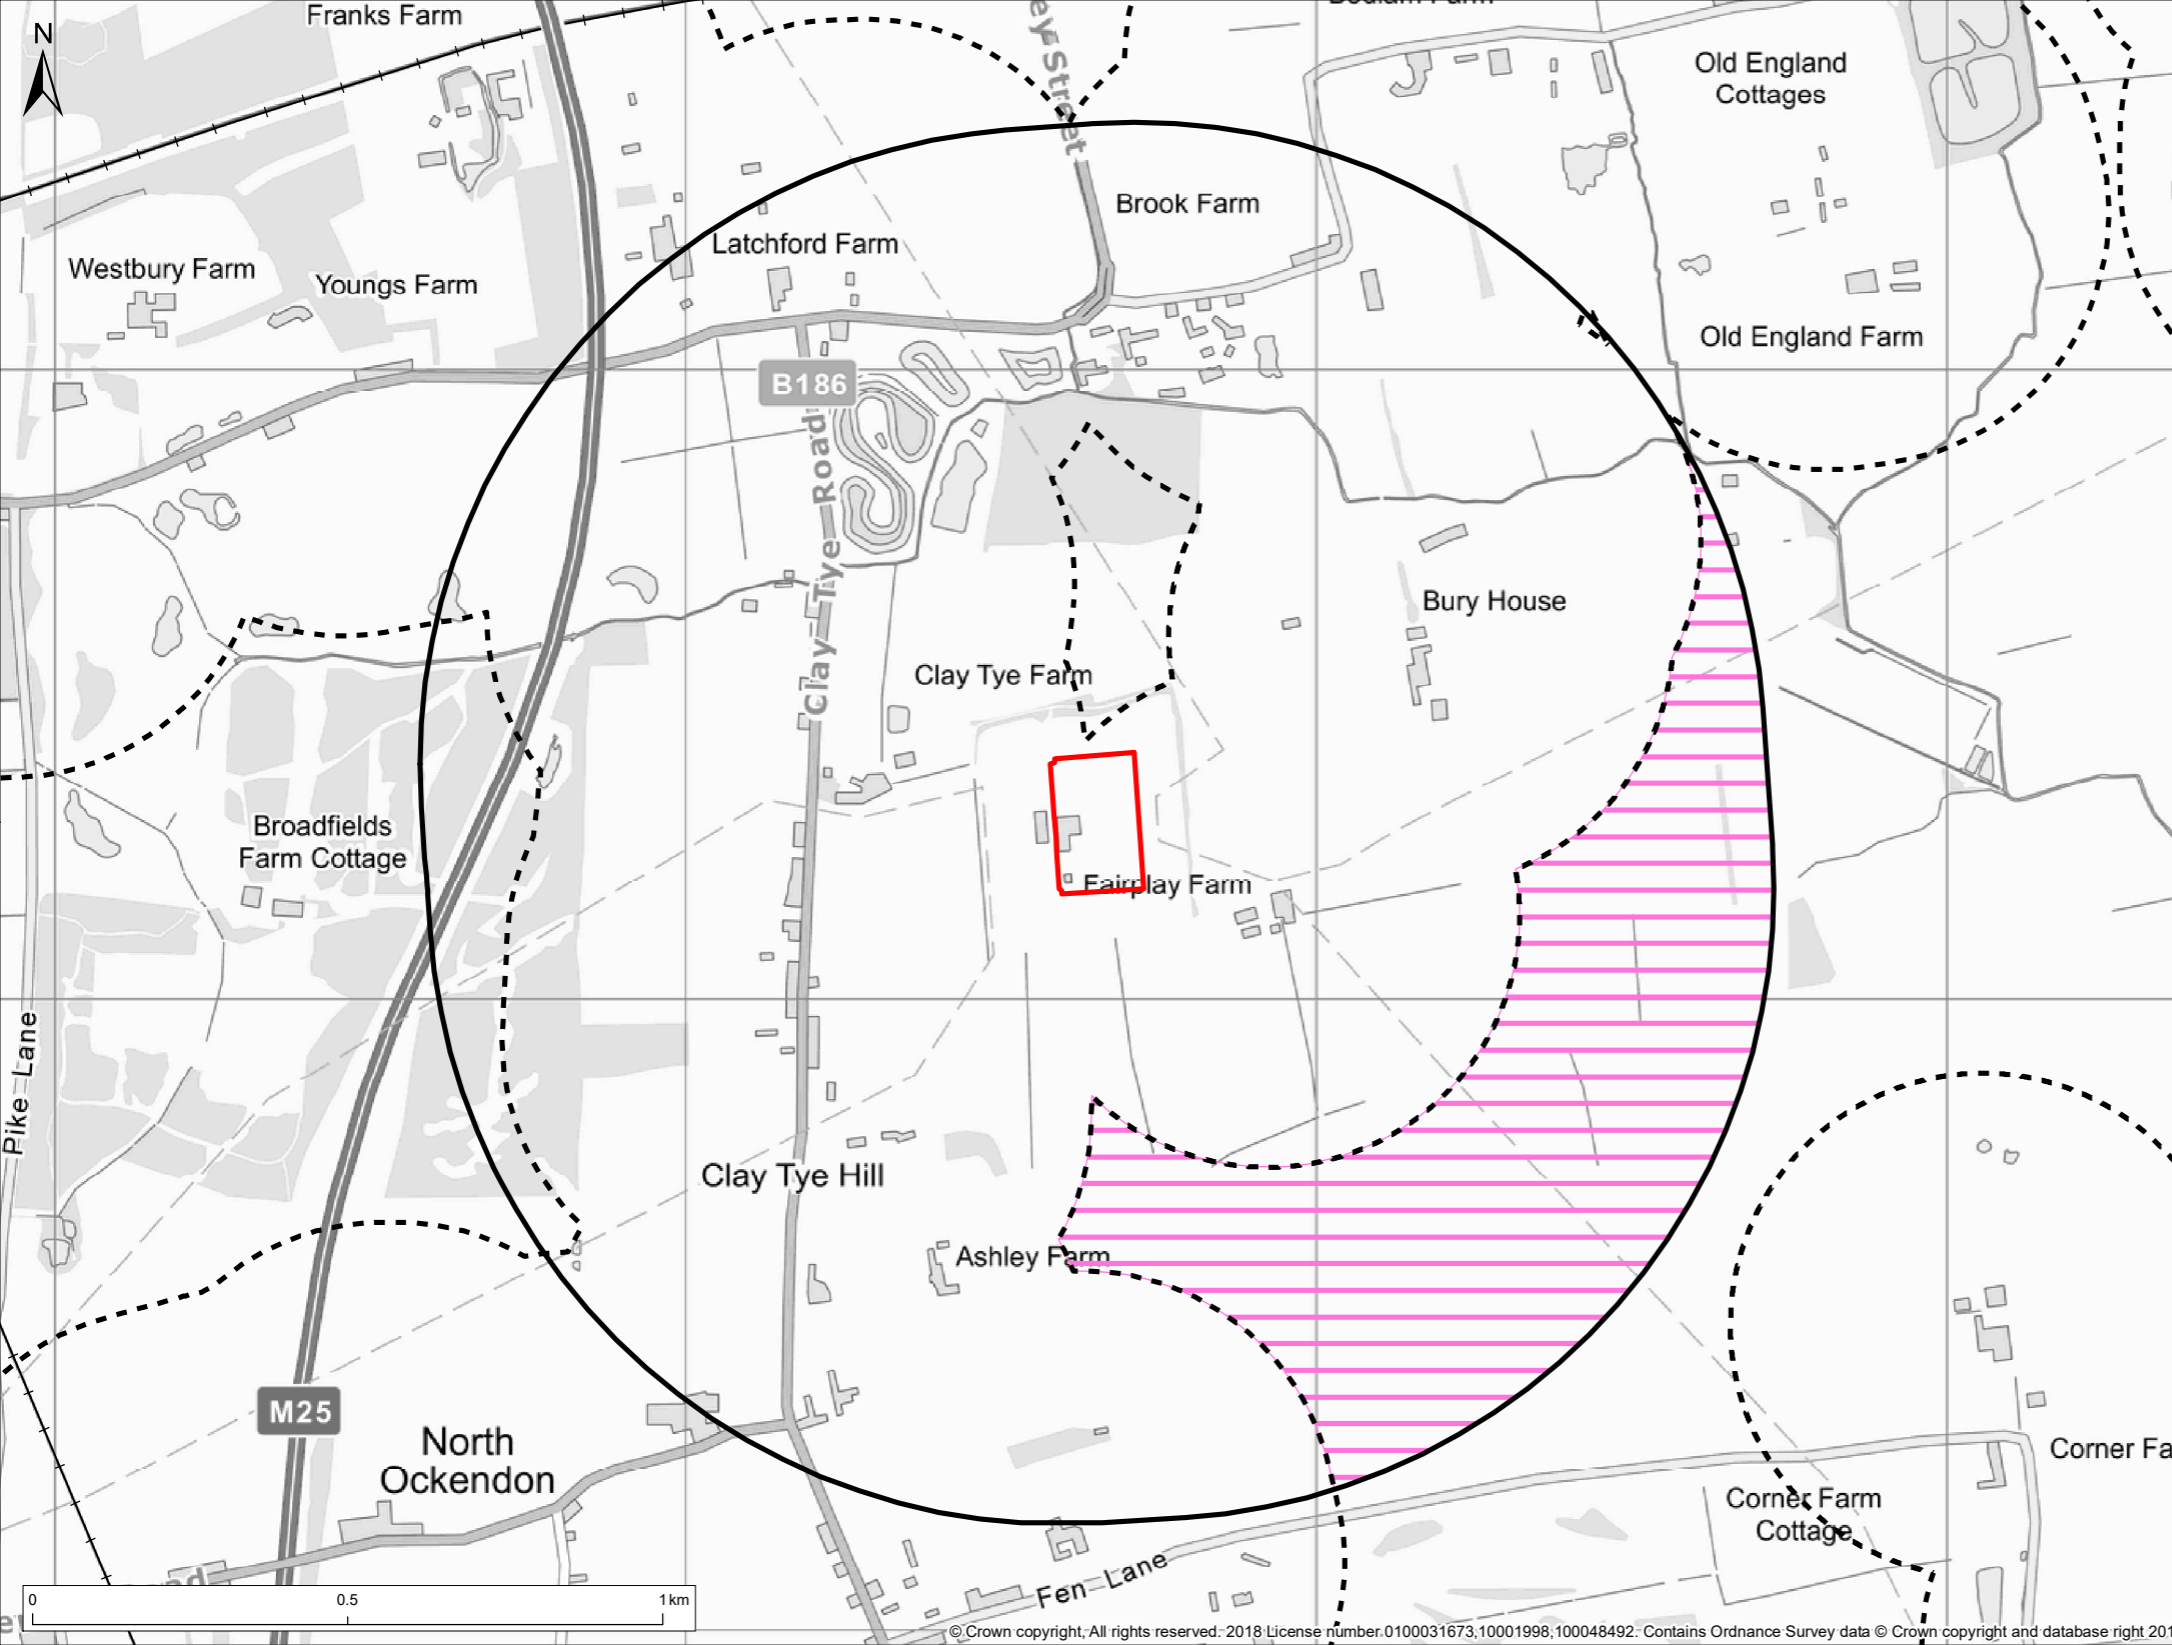 Franks Farm
N
Old England
Cottages
Brook Farm
Latchford Farm
Westbury Farm
Youngs Farm
Old England Farm
B186
Clay Tye Road
Bury House
Clay Tye Farm
Broadfields
Farm Cottage
Fairplay Farm
Pike Lane
Clay Tye Hill
Ashley Farm
M25
North
Ockendon
Corner Fa
Corner Farm
Cottage
Fen Lane
0 0.5 1 km
© Crown copyright, All rights reserved. 2018 License number 0100031673,10001998,100048492. Contains Ordnance Survey data © Crown copyright and database right 201